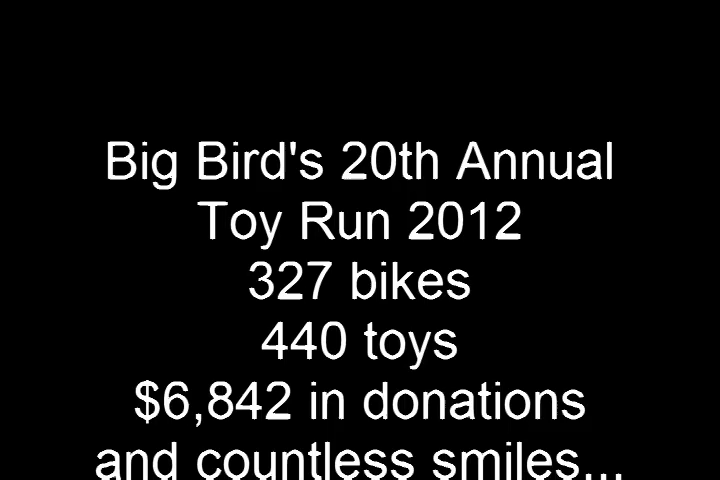 Big Bird's 20th Annual
Toy Run 2012
327 bikes
440 toys
$6,842 in donations
and countless smiles...